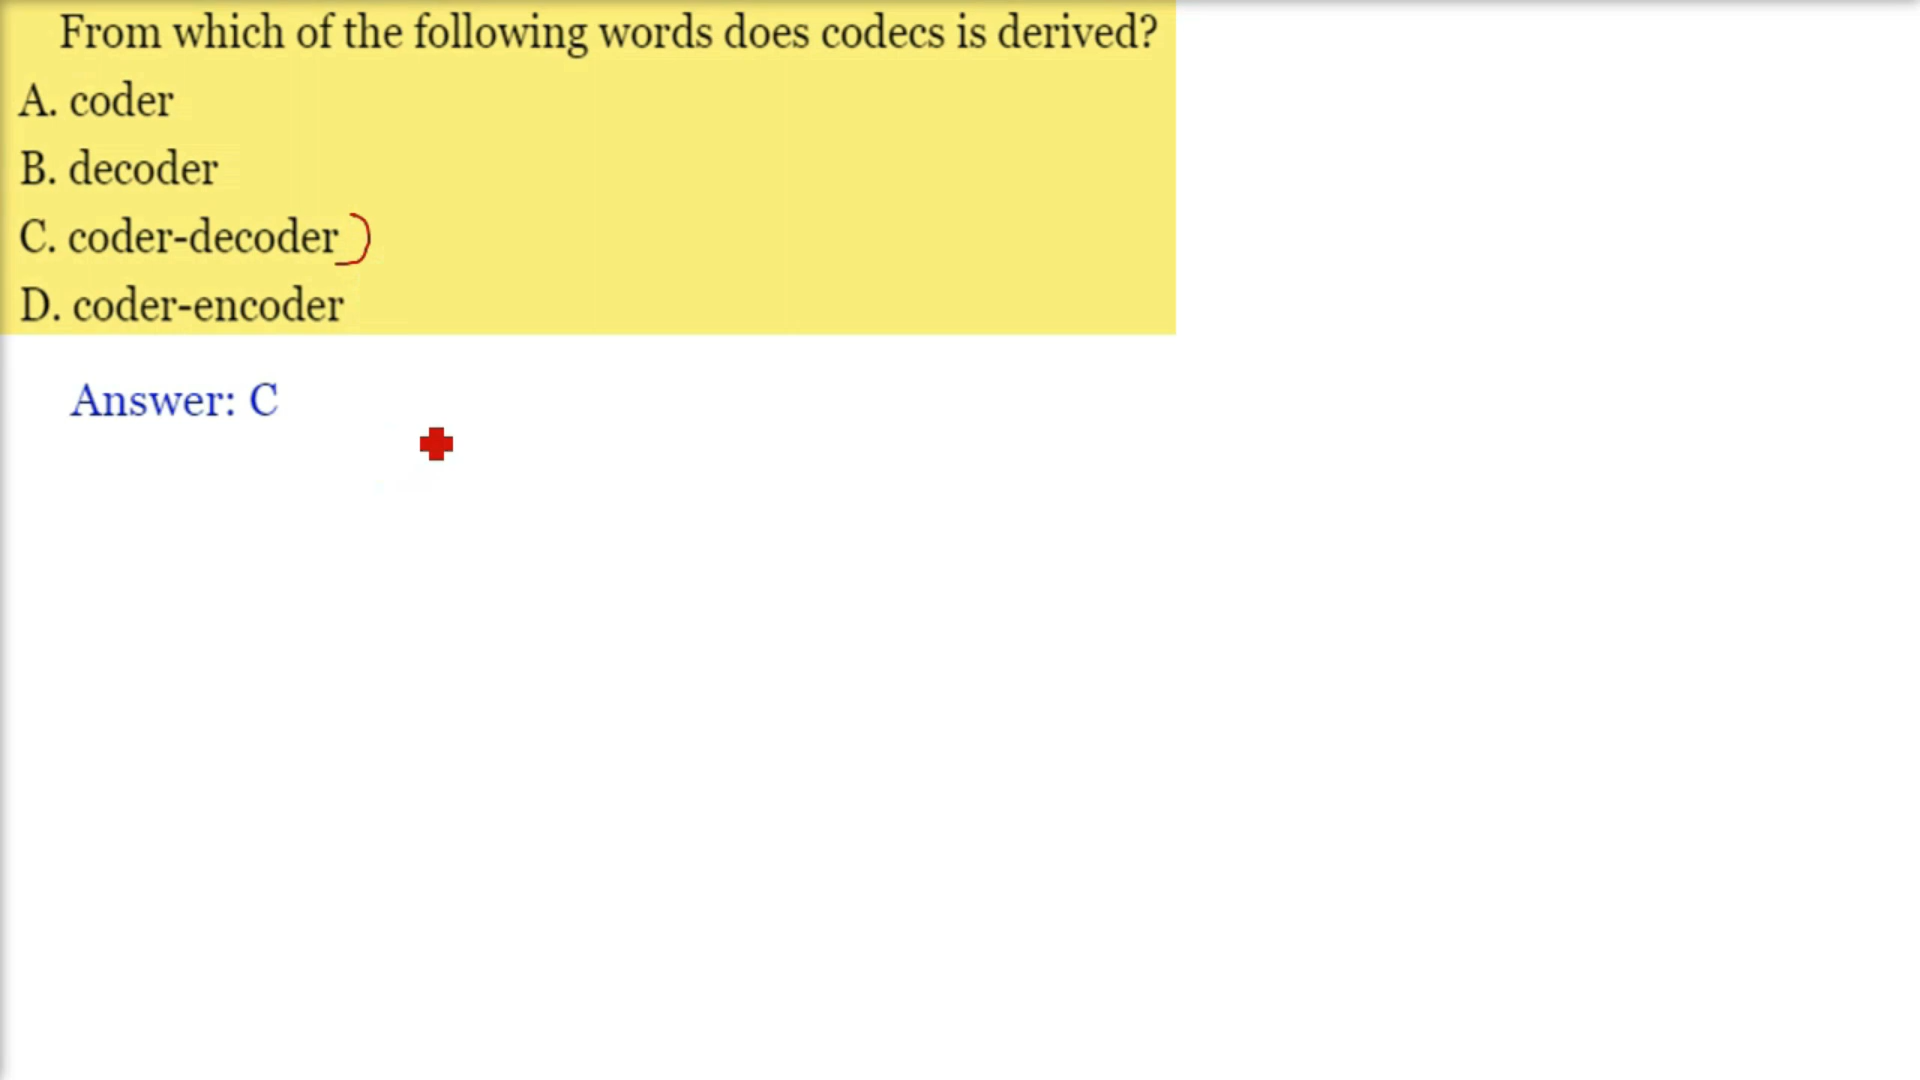 From which of the following words does codecs is derived?
A. coder
B. decoder
C. coder-decoder
D. coder-encoder
Answer: C